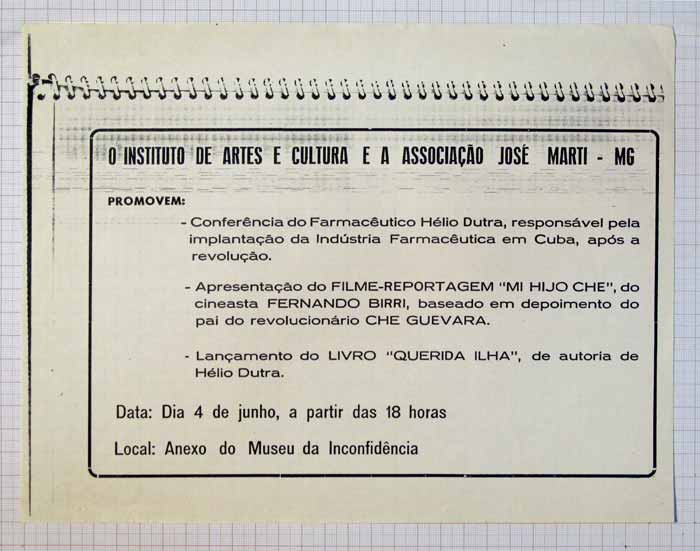 O INSTITUTO DE ARTES E CULTURA E A ASSOCIAÇÃO JOSÉ MARTI - MG
PROMOVEM:
- Conferência do Farmacêutico Hélio Dutra, responsável pela
implantação da Indústria Farmacêutica em Cuba, após a
revolução.
- Apresentação do FILME-REPORTAGEM "MI HIJO CHE", do
cineasta FERNANDO BIRRI, baseado em depoimento do
pai do revolucionário CHE GUEVARA.
- Lançamento do LIVRO "QUERIDA ILHA", de autoria de
Hélio Dutra.
Data: Dia 4 de junho, a partir das 18 horas
Local: Anexo do Museu da Inconfidência